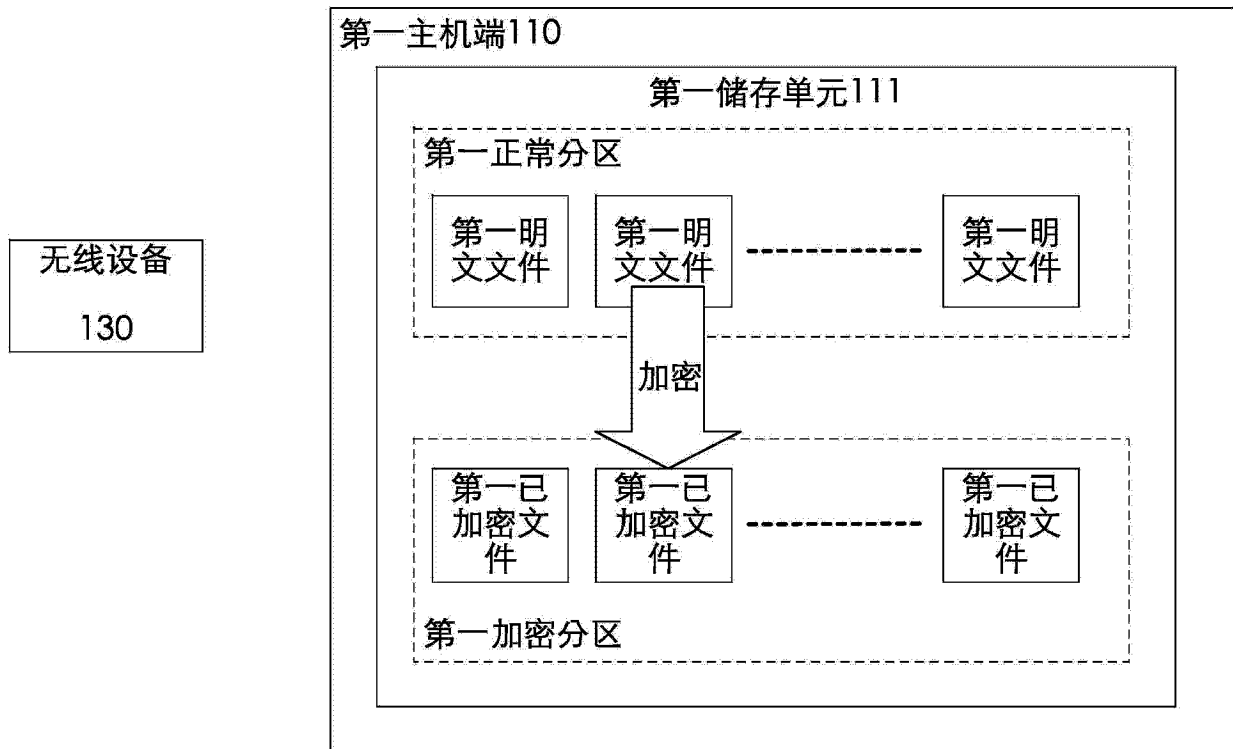 第一主机端110
第一储存单元111
第一正常分区
第一明
文文件
第一明
文文件
第一明
文文件
无线设备
130
加密
第一已
加密文
件
第一已
加密文
件
第一已
加密文
件
第一加密分区